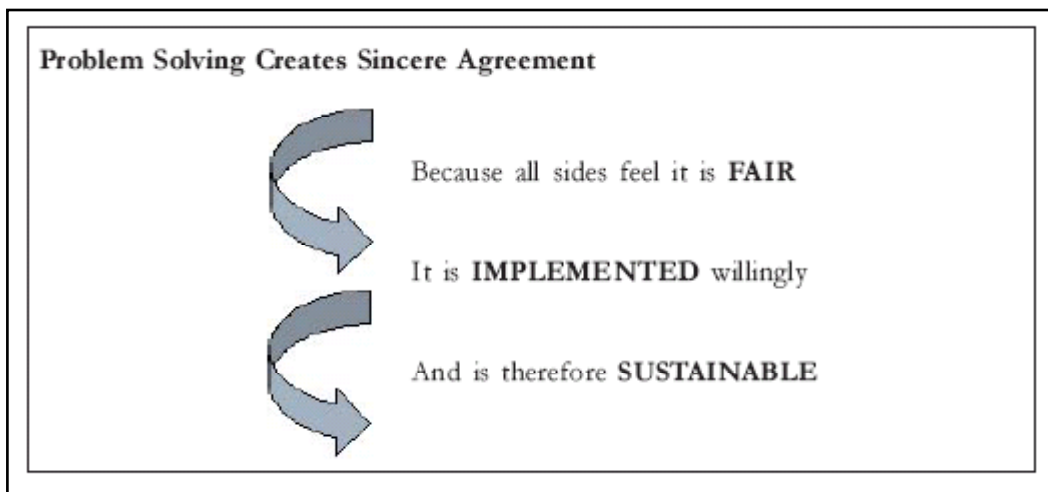 Problem Solving Creates Sincere Agreement
Because all sides feel it is FAIR
It is IMPLEMENTED willingly
And is therefore SUSTAINABLE